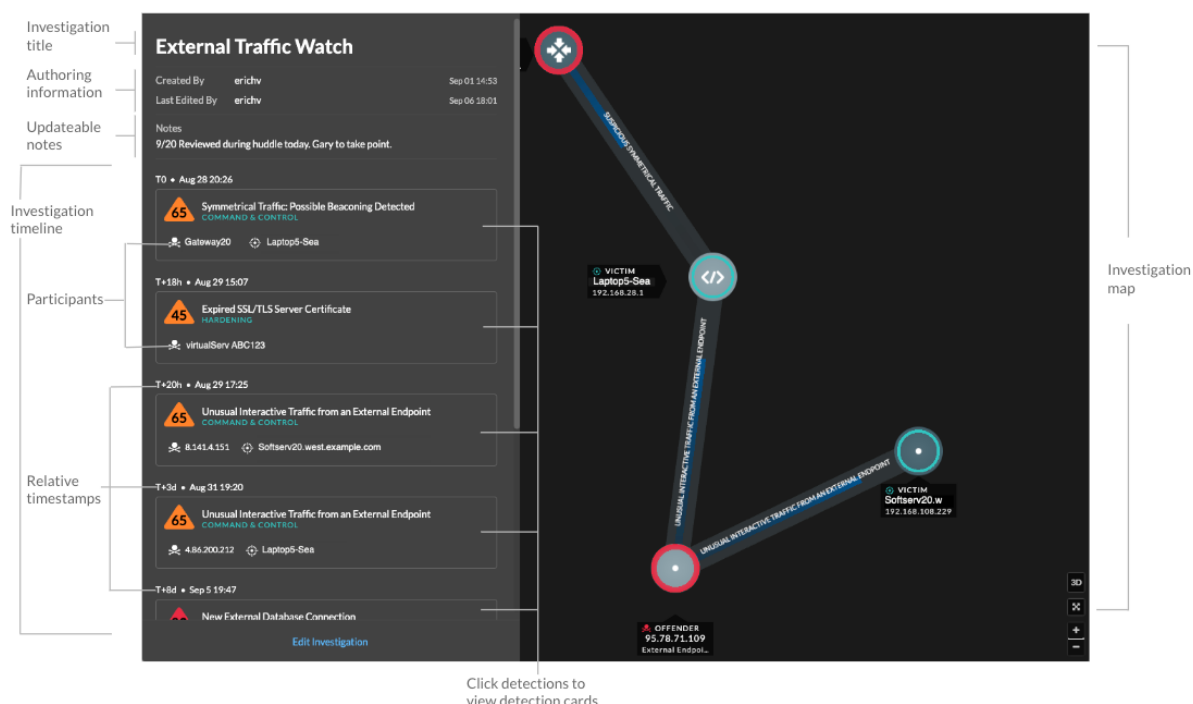 Investigation
title
Authoring
information
Updateable
notes
Investigation
timeline
Participants
Relative
timestamps
External Traffic Watch
Created By erichv Sep 01 14:53
Last Edited By erichv Sep 06 18:01
Notes
9/20 Reviewed during huddle today. Gary to take point.
T0 • Aug 28 20:26
65 Symmetrical Traffic: Possible Beaconing Detected
COMMAND & CONTROL
Gateway20 Laptop5-Sea
T+18h • Aug 29 15:07
45 Expired SSL/TLS Server Certificate
HARDENING
virtualServ ABC123
T+20h • Aug 29 17:25
65 Unusual Interactive Traffic from an External Endpoint
COMMAND & CONTROL
8.141.4.151 Softserv20.west.example.com
T+3d • Aug 31 19:20
65 Unusual Interactive Traffic from an External Endpoint
COMMAND & CONTROL
4.86.200.212 Laptop5-Sea
T+8d • Sep 5 19:47
New External Database Connection
Edit Investigation
SUSPICIOUS SYMMETRICAL TRAFFIC
</>
VICTIM
Laptop5-Sea
192.168.28.1
UNUSUAL INTERACTIVE TRAFFIC FROM AN EXTERNAL ENDPOINT
UNUSUAL INTERACTIVE TRAFFIC FROM AN EXTERNAL ENDPOINT
VICTIM
Softserv20.w
192.168.108.229
OFFENDER
95.78.71.109
External Endpoi...
3D
+
−
Investigation
map
Click detections to
view detection cards